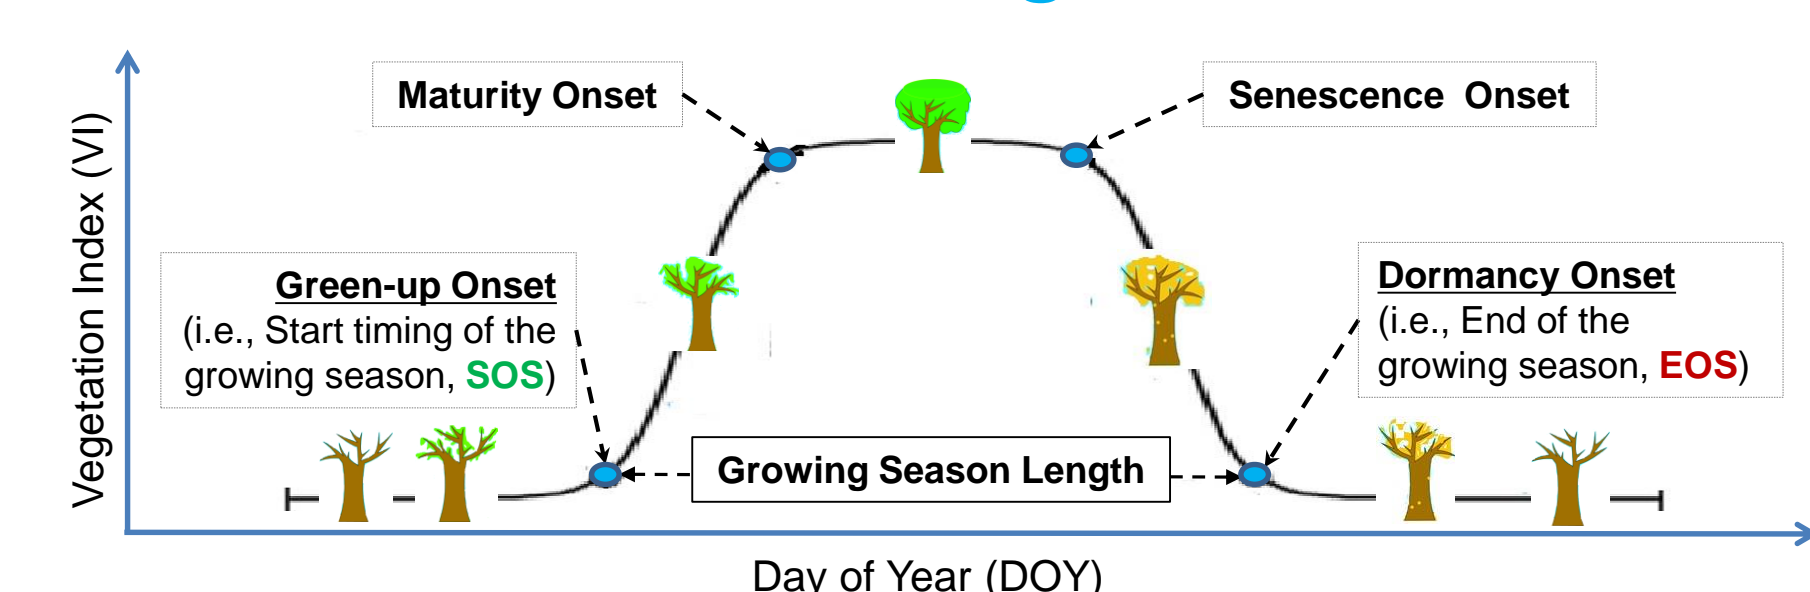 Maturity Onset
Senescence Onset
Vegetation Index (VI)
Green-up Onset
(i.e., Start timing of the
growing season, SOS)
Dormancy Onset
(i.e., End of the
growing season, EOS)
Growing Season Length
Day of Year (DOY)